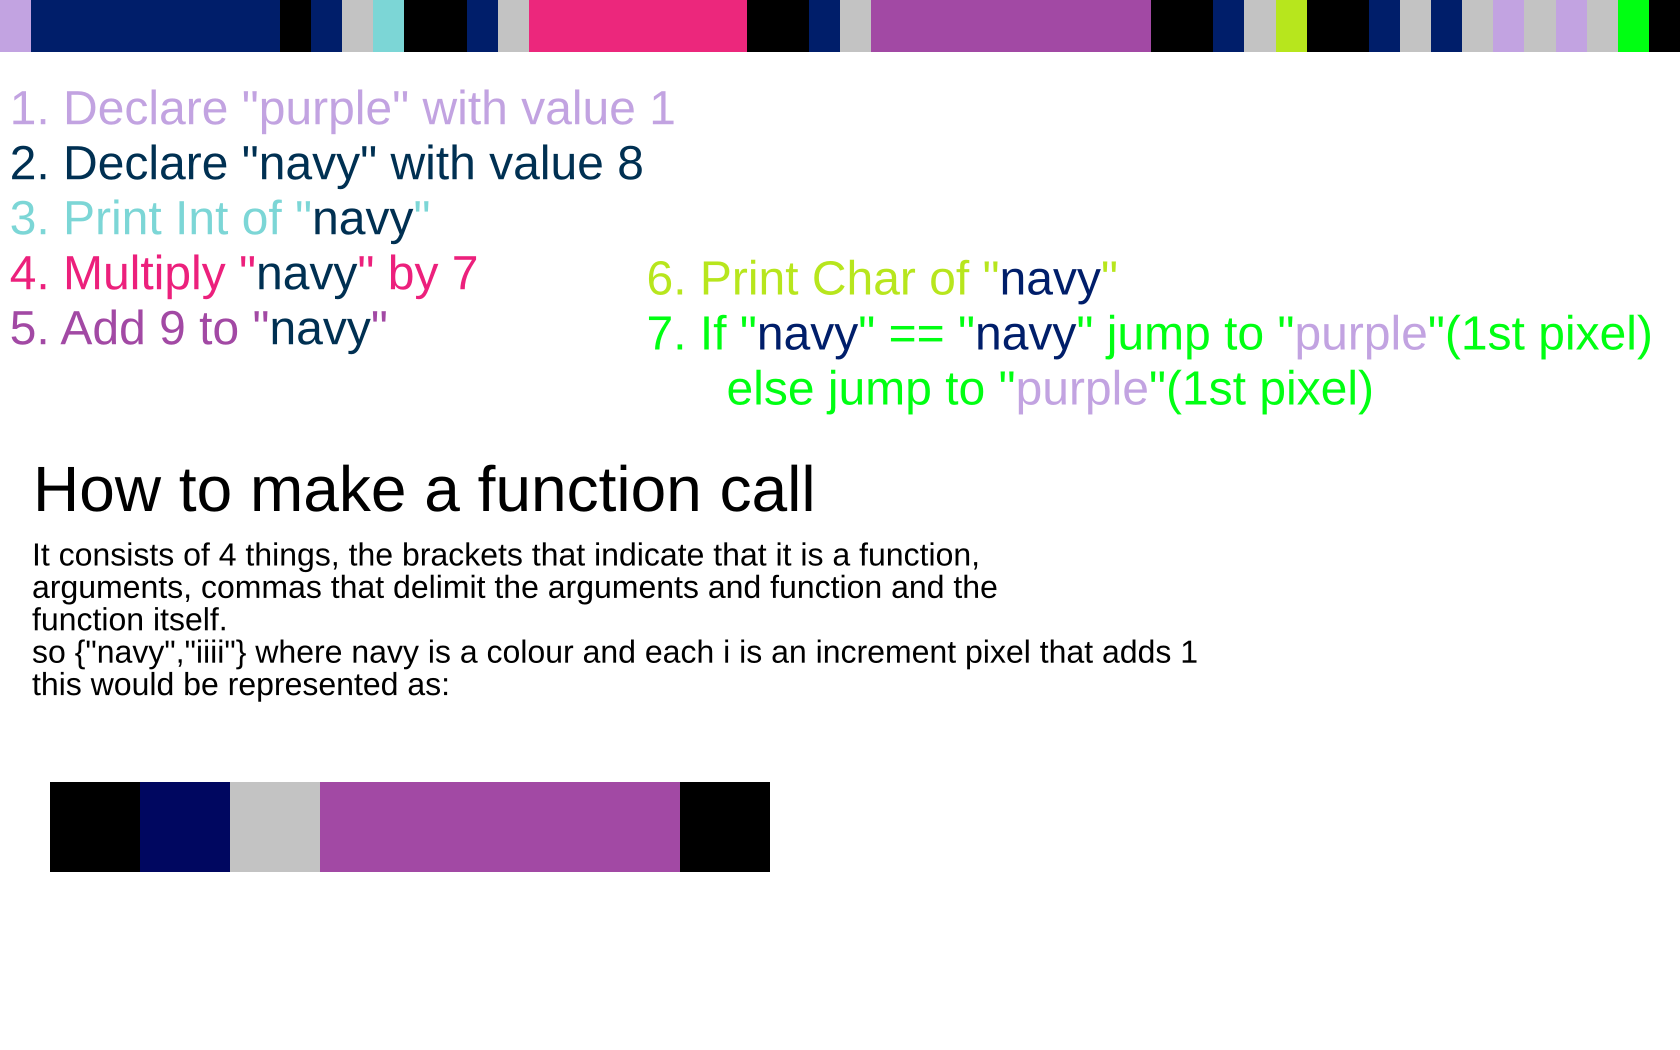 1. Declare "purple" with value 1
2. Declare "navy" with value 8
3. Print Int of "navy"
4. Multiply "navy" by 7
5. Add 9 to "navy"
6. Print Char of "navy"
7. If "navy" == "navy" jump to "purple"(1st pixel)
else jump to "purple"(1st pixel)
How to make a function call
It consists of 4 things, the brackets that indicate that it is a function,
arguments, commas that delimit the arguments and function and the
function itself.
so {"navy","iiii"} where navy is a colour and each i is an increment pixel that adds 1
this would be represented as: